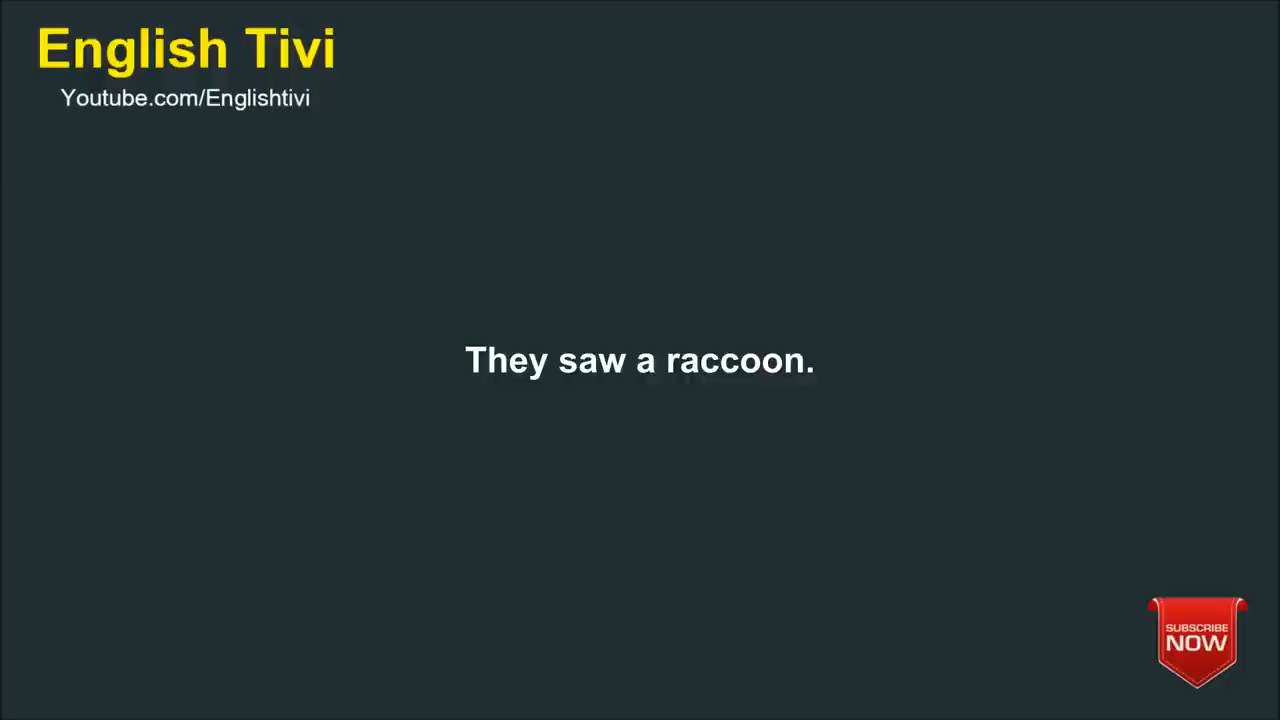 English Tivi
Youtube.com/Englishtivi
They saw a raccoon.
SUBSCRIBE
NOW